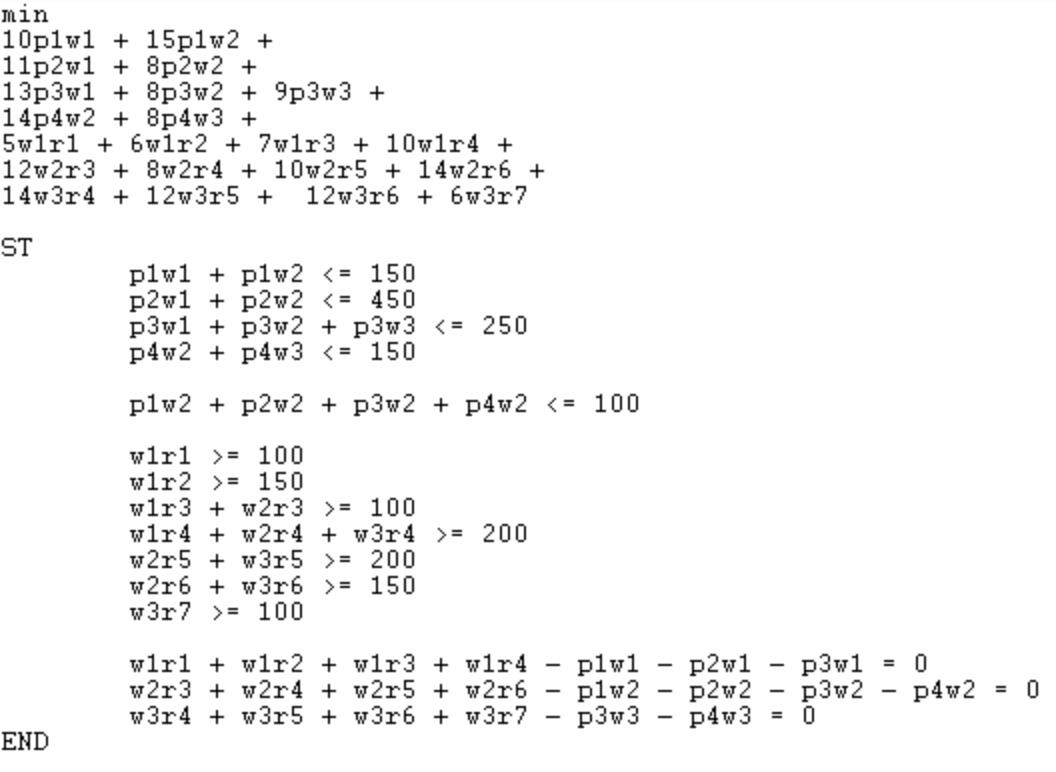 min
10p1w1 + 15p1w2 +
11p2w1 + 8p2w2 +
13p3w1 + 8p3w2 + 9p3w3 +
14p4w2 + 8p4w3 +
5w1r1 + 6w1r2 + 7w1r3 + 10w1r4 +
12w2r3 + 8w2r4 + 10w2r5 + 14w2r6 +
14w3r4 + 12w3r5 +  12w3r6 + 6w3r7
ST
p1w1 + p1w2 <= 150
p2w1 + p2w2 <= 450
p3w1 + p3w2 + p3w3 <= 250
p4w2 + p4w3 <= 150
p1w2 + p2w2 + p3w2 + p4w2 <= 100
w1r1 >= 100
w1r2 >= 150
w1r3 + w2r3 >= 100
w1r4 + w2r4 + w3r4 >= 200
w2r5 + w3r5 >= 200
w2r6 + w3r6 >= 150
w3r7 >= 100
w1r1 + w1r2 + w1r3 + w1r4 - p1w1 - p2w1 - p3w1 = 0
w2r3 + w2r4 + w2r5 + w2r6 - p1w2 - p2w2 - p3w2 - p4w2 = 0
w3r4 + w3r5 + w3r6 + w3r7 - p3w3 - p4w3 = 0
END